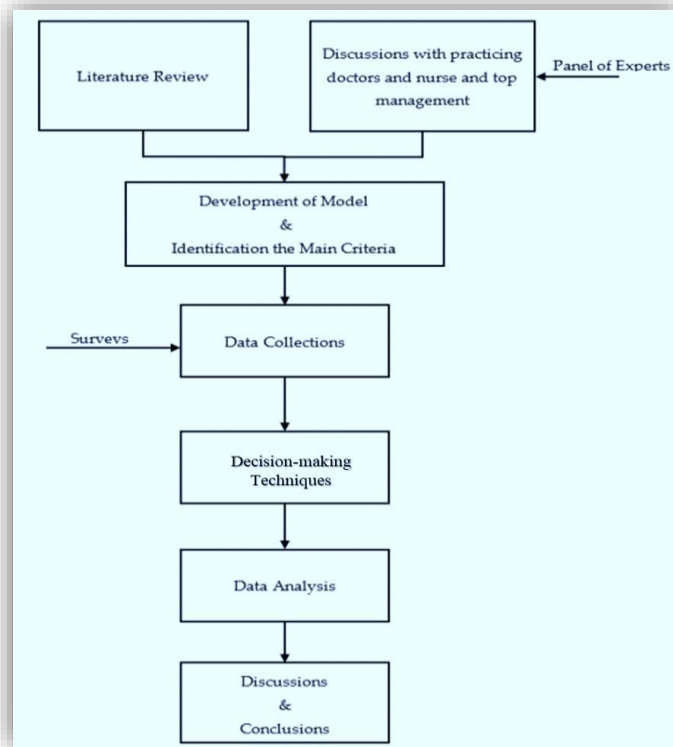 Literature Review
Discussions with practicing
doctors and nurse and top
management
Panel of Experts
Development of Model
&
Identification the Main Criteria
Surveys
Data Collections
Decision-making
Techniques
Data Analysis
Discussions
&
Conclusions